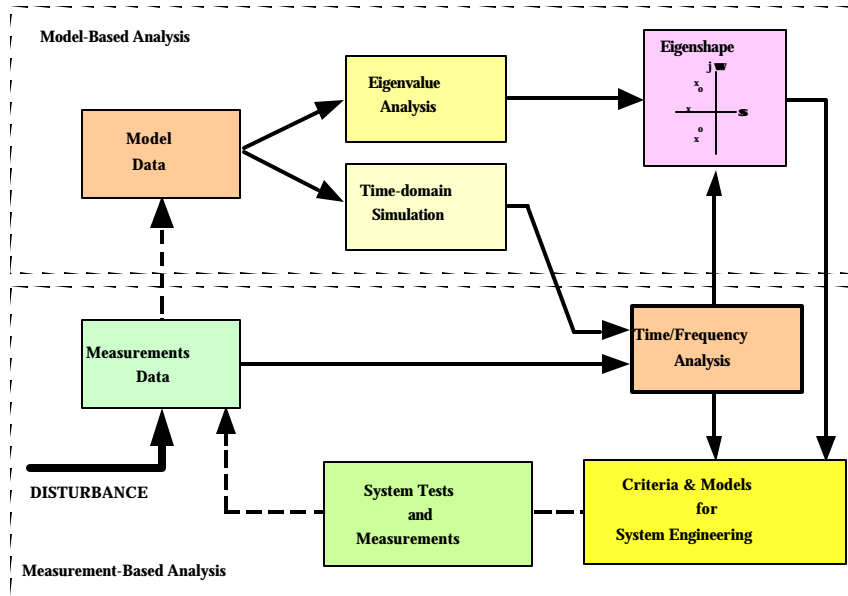 Model-Based Analysis
Eigenshape
j w
x
o
x
s
o
x
Eigenvalue
Analysis
Model
Data
Time-domain
Simulation
Measurements
Data
Time/Frequency
Analysis
DISTURBANCE
System Tests
and
Measurements
Criteria & Models
for
System Engineering
Measurement-Based Analysis